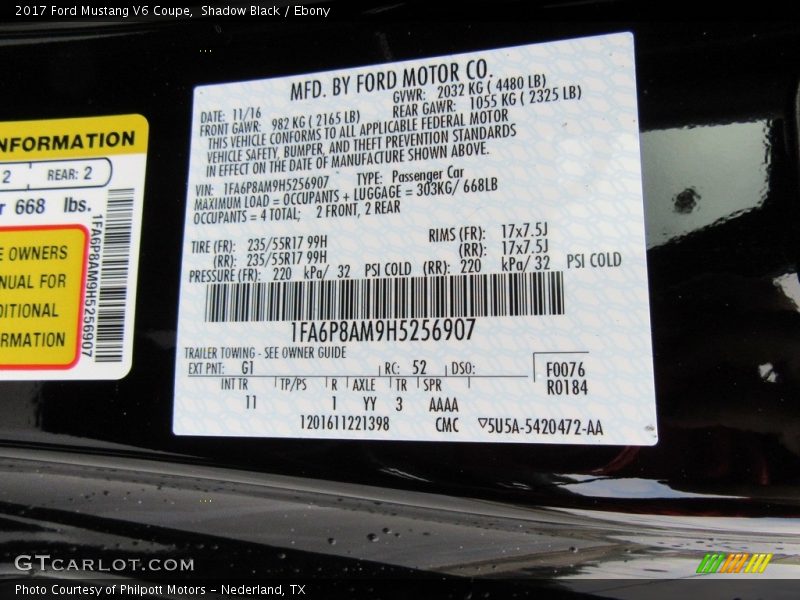 2017 Ford Mustang V6 Coupe, Shadow Black / Ebony
NFORMATION
2 REAR: 2
668 lbs.
E OWNERS
NUAL FOR
DITIONAL
RMATION
1FA6P8AM9H5256907
MFD. BY FORD MOTOR CO.
DATE: 11/16 GVWR: 2032 KG ( 4480 LB)
FRONT GAWR: 982 KG ( 2165 LB) REAR GAWR: 1055 KG ( 2325 LB)
THIS VEHICLE CONFORMS TO ALL APPLICABLE FEDERAL MOTOR
VEHICLE SAFETY, BUMPER, AND THEFT PREVENTION STANDARDS
IN EFFECT ON THE DATE OF MANUFACTURE SHOWN ABOVE.
VIN: 1FA6P8AM9H5256907 TYPE: Passenger Car
MAXIMUM LOAD = OCCUPANTS + LUGGAGE = 303KG/ 668LB
OCCUPANTS = 4 TOTAL; 2 FRONT, 2 REAR
TIRE (FR): 235/55R17 99H RIMS (FR): 17x7.5J
(RR): 235/55R17 99H (RR): 17x7.5J
PRESSURE (FR): 220 kPa/ 32 PSI COLD (RR): 220 kPa/ 32 PSI COLD
1FA6P8AM9H5256907
TRAILER TOWING - SEE OWNER GUIDE
EXT PNT: G1 RC: 52 DSO: F0076
INT TR TP/PS R AXLE TR SPR R0184
11 1 YY 3 AAAA
1201611221398 CMC ▽5U5A-5420472-AA
GTCARLOT.COM
Photo Courtesy of Philpott Motors - Nederland, TX